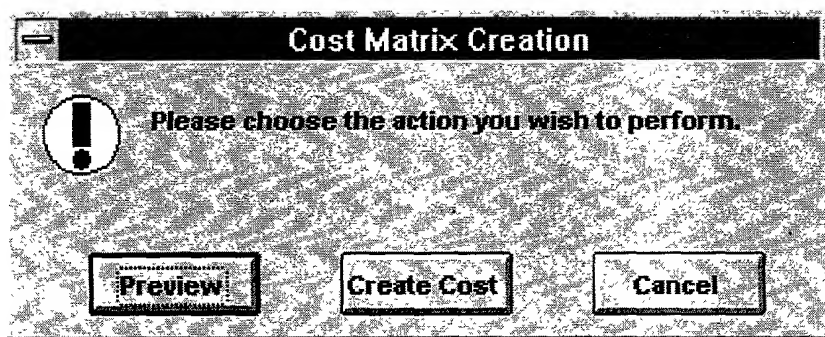 Cost Matrix Creation
Please choose the action you wish to perform.
Preview Create Cost Cancel